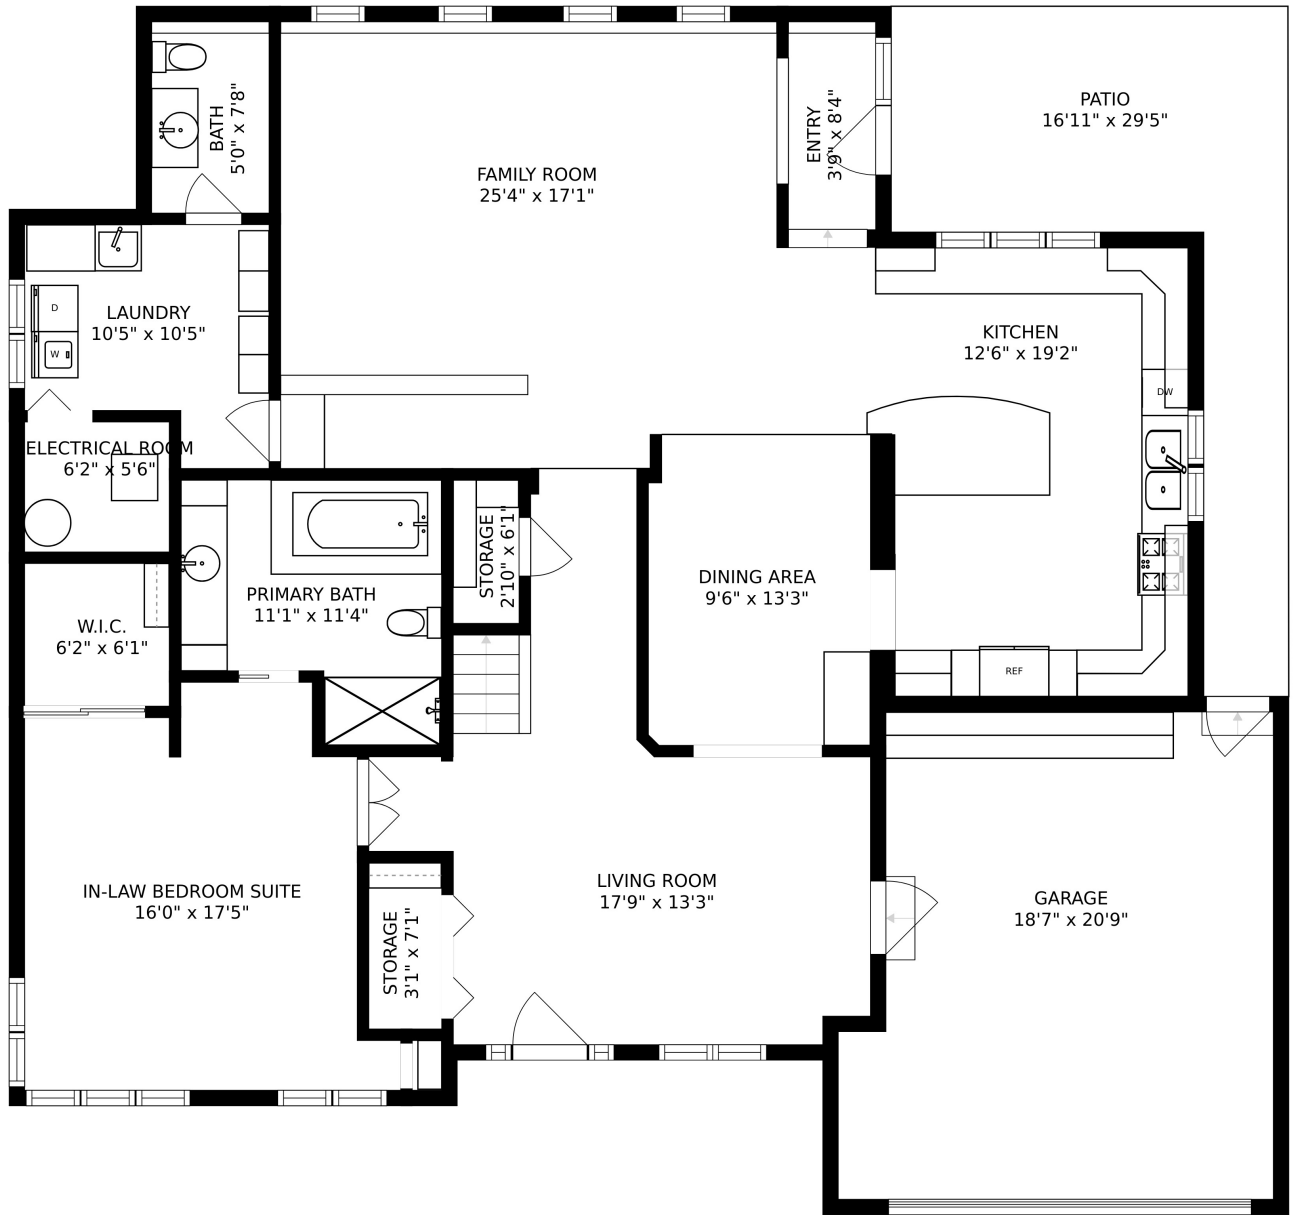 PATIO
16'11" x 29'5"
BATH
5'0" x 7'8"
ENTRY
3'9" x 8'4"
FAMILY ROOM
25'4" x 17'1"
LAUNDRY
10'5" x 10'5"
D
W
KITCHEN
12'6" x 19'2"
DW
ELECTRICAL ROOM
6'2" x 5'6"
STORAGE
2'10" x 6'1"
DINING AREA
9'6" x 13'3"
PRIMARY BATH
11'1" x 11'4"
W.I.C.
6'2" x 6'1"
REF
IN-LAW BEDROOM SUITE
16'0" x 17'5"
LIVING ROOM
17'9" x 13'3"
GARAGE
18'7" x 20'9"
STORAGE
3'1" x 7'1"